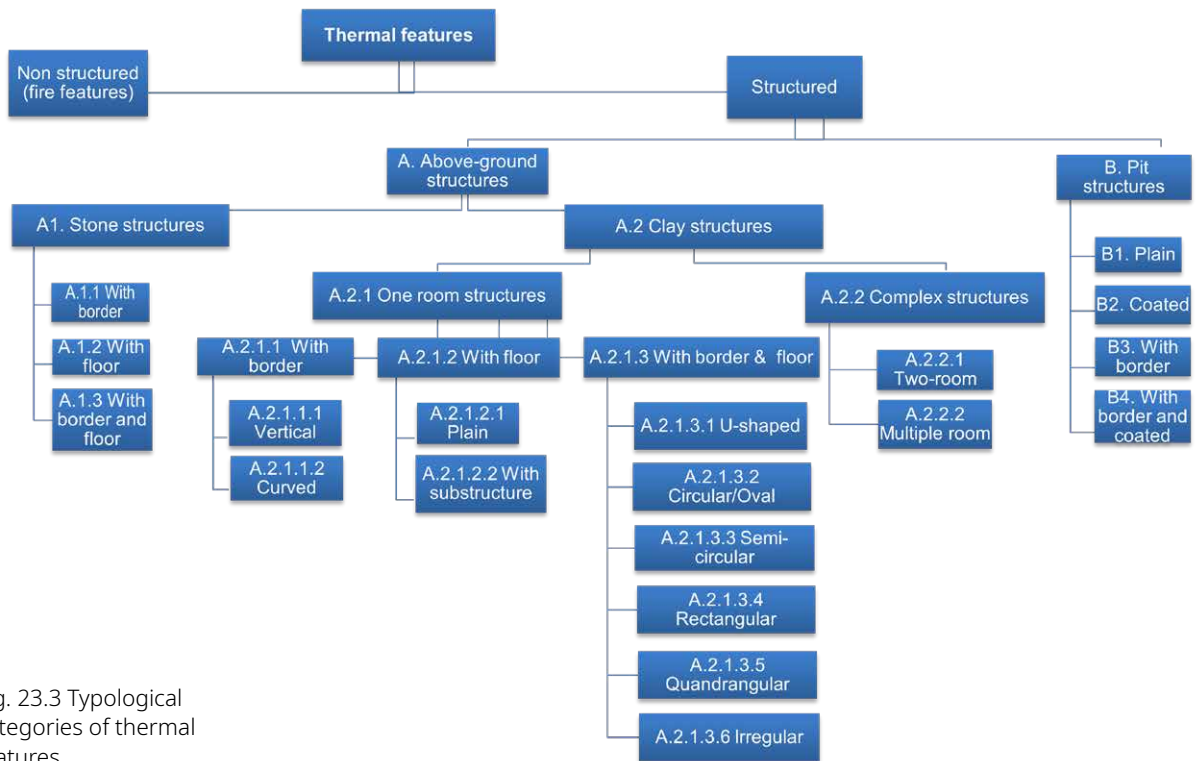 Thermal features
Non structured
(fire features)
Structured
A. Above-ground
structures
B. Pit
structures
A1. Stone structures
A.2 Clay structures
A.1.1 With
border
A.1.2 With
floor
A.1.3 With
border and
floor
A.2.1 One room structures
A.2.2 Complex structures
A.2.1.1 With
border
A.2.1.2 With floor
A.2.1.3 With border & floor
A.2.1.1.1
Vertical
A.2.1.1.2
Curved
A.2.1.2.1
Plain
A.2.1.2.2 With
substructure
A.2.1.3.1 U-shaped
A.2.1.3.2
Circular/Oval
A.2.1.3.3 Semi-
circular
A.2.1.3.4
Rectangular
A.2.1.3.5
Quandrangular
A.2.1.3.6 Irregular
A.2.2.1
Two-room
A.2.2.2
Multiple room
B1. Plain
B2. Coated
B3. With
border
B4. With
border and
coated
g. 23.3 Typological
tegories of thermal
atures